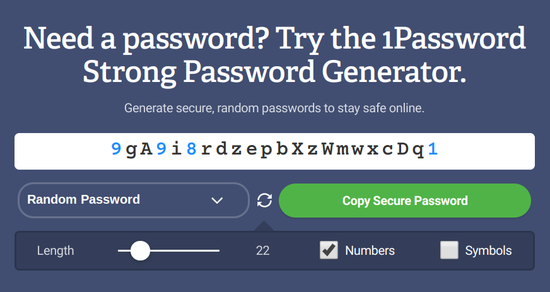 Need a password? Try the 1Password
Strong Password Generator.
Generate secure, random passwords to stay safe online.
9gA9i8rdzepbXzWmwxcDq1
Random Password
Copy Secure Password
Length
22
Numbers
Symbols